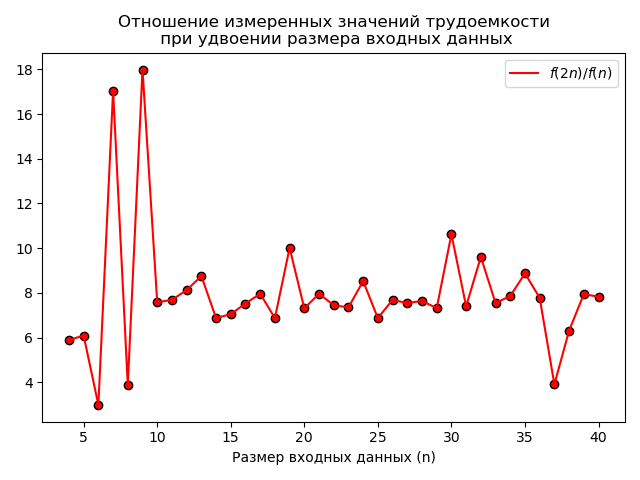 Отношение измеренных значений трудоемкости
при удвоении размера входных данных
f(2n)/f(n)
18
16
14
12
10
8
6
4
5 10 15 20 25 30 35 40
Размер входных данных (n)